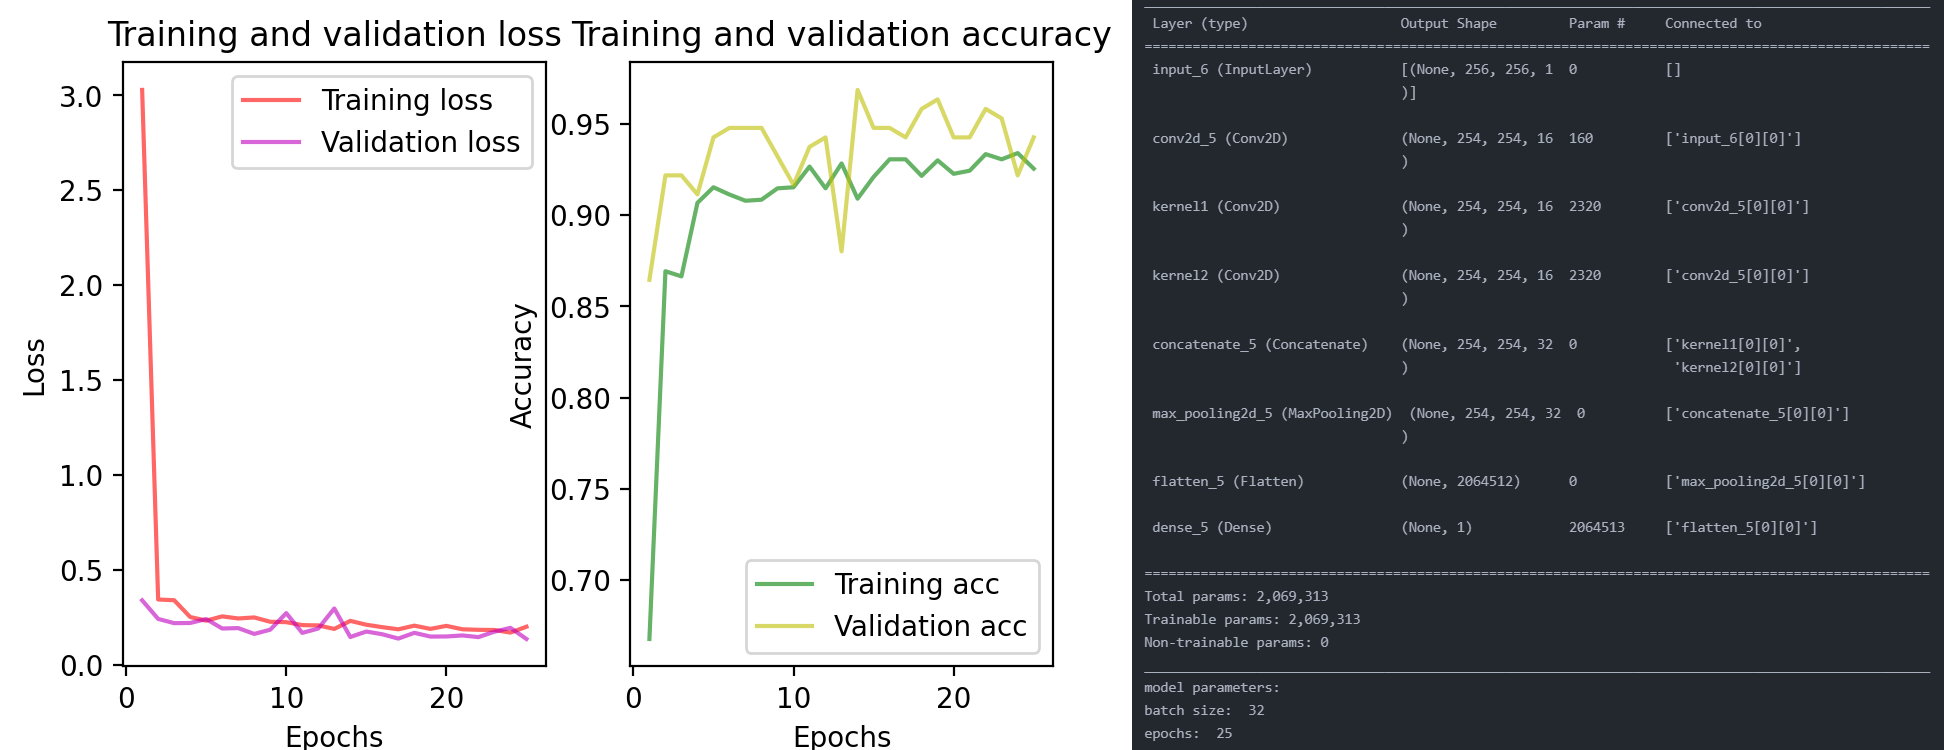 Training and validation loss
Training loss
Validation loss
3.0
2.5
2.0
1.5
1.0
0.5
0.0
Loss
0 10 20
Epochs
Training and validation accuracy
0.95
0.90
0.85
0.80
0.75
0.70
Accuracy
Training acc
Validation acc
0 10 20
Epochs
Layer (type) Output Shape Param # Connected to
input_6 (InputLayer) [(None, 256, 256, 1 0 []
)]
conv2d_5 (Conv2D) (None, 254, 254, 16 160 ['input_6[0][0]']
)
kernel1 (Conv2D) (None, 254, 254, 16 2320 ['conv2d_5[0][0]']
)
kernel2 (Conv2D) (None, 254, 254, 16 2320 ['conv2d_5[0][0]']
)
concatenate_5 (Concatenate) (None, 254, 254, 32 0 ['kernel1[0][0]',
) 'kernel2[0][0]']
max_pooling2d_5 (MaxPooling2D) (None, 254, 254, 32 0 ['concatenate_5[0][0]']
)
flatten_5 (Flatten) (None, 2064512) 0 ['max_pooling2d_5[0][0]']
dense_5 (Dense) (None, 1) 2064513 ['flatten_5[0][0]']
Total params: 2,069,313
Trainable params: 2,069,313
Non-trainable params: 0
model parameters:
batch size: 32
epochs: 25